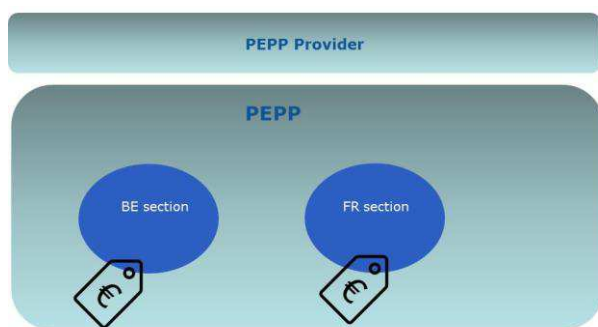 PEPP Provider
PEPP
BE section
FR section
€
€